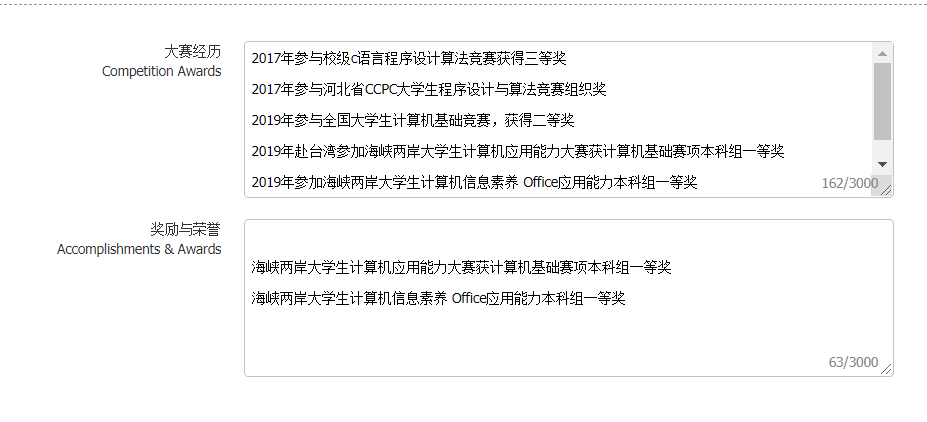 大赛经历
Competition Awards
2017年参与校级c语言程序设计算法竞赛获得三等奖
2017年参与河北省CCPC大学生程序设计与算法竞赛组织奖
2019年参与全国大学生计算机基础竞赛，获得二等奖
2019年赴台湾参加海峡两岸大学生计算机应用能力大赛获计算机基础赛项本科组一等奖
2019年参加海峡两岸大学生计算机信息素养 Office应用能力本科组一等奖
162/3000
奖励与荣誉
Accomplishments & Awards
海峡两岸大学生计算机应用能力大赛获计算机基础赛项本科组一等奖
海峡两岸大学生计算机信息素养 Office应用能力本科组一等奖
63/3000